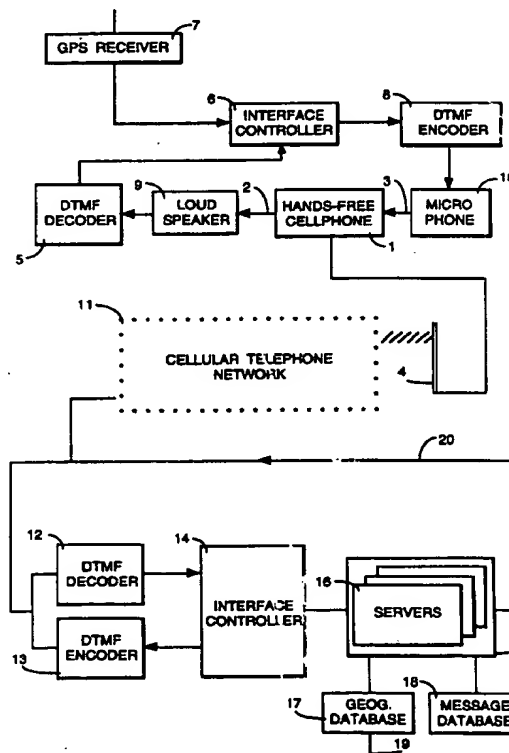 7
GPS RECEIVER
6
INTERFACE
CONTROLLER
8
DTMF
ENCODER
DTMF
DECODER
5
9
LOUD
SPEAKER
2
HANDS-FREE
CELLPHONE
1
3
MICRO
PHONE
11
CELLULAR TELEPHONE
NETWORK
4
20
12
DTMF
DECODER
14
INTERFACE
CONTROLLER
16
SERVERS
DTMF
ENCODER
13
17
GEOG.
DATABASE
18
MESSAGE
DATABASE
19